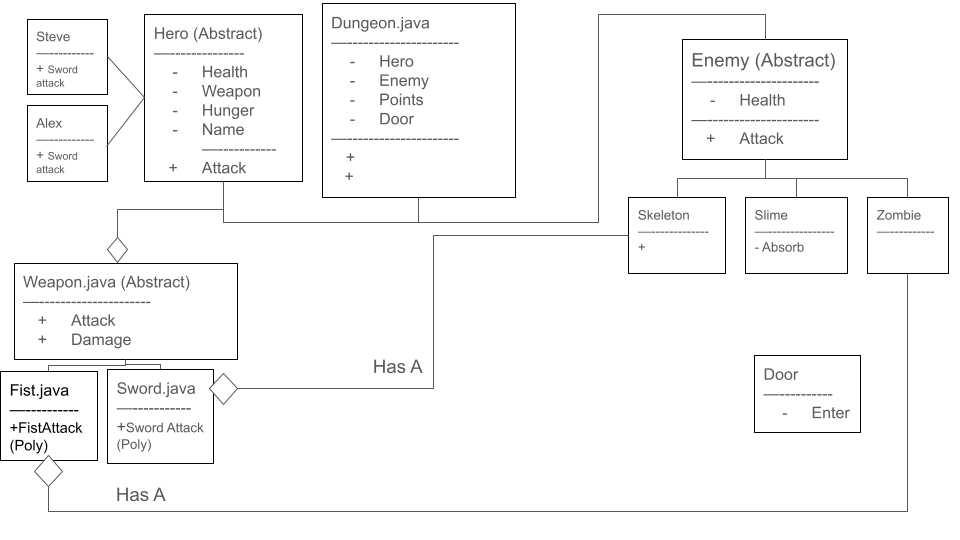 Steve
—-----------
+ Sword
attack
Alex
—-----------
+ Sword
attack
Hero (Abstract)
—--------------
- Health
- Weapon
- Hunger
- Name
—-----------
+ Attack
Dungeon.java
—---------------------
- Hero
- Enemy
- Points
- Door
—---------------------
+
+
Enemy (Abstract)
—---------------------
- Health
—---------------------
+ Attack
Skeleton
—--------------
+
Slime
—-----------------
- Absorb
Zombie
—-----------
Weapon.java (Abstract)
—---------------------
+ Attack
+ Damage
Fist.java
—----------
+FistAttack
(Poly)
Sword.java
—-----------
+Sword Attack
(Poly)
Has A
Has A
Door
—----------
- Enter